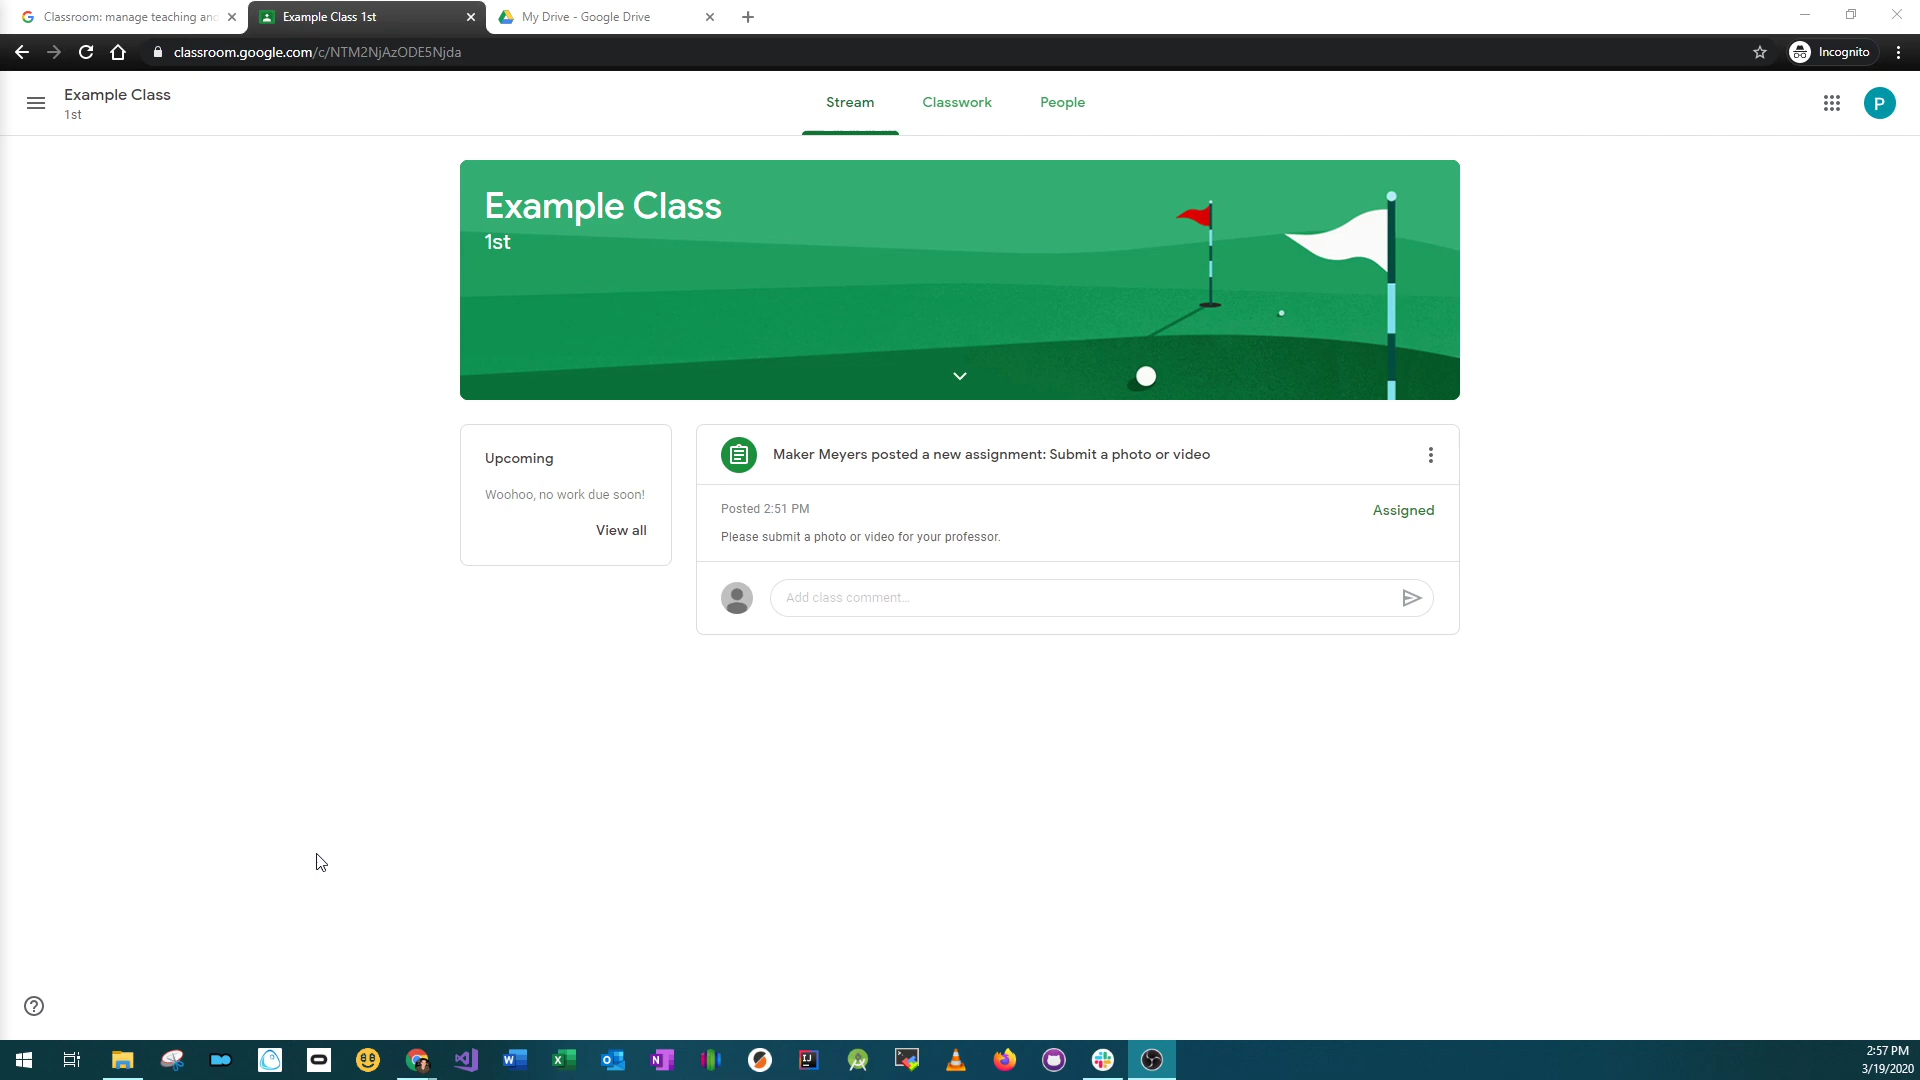 Classroom: manage teaching and
Example Class 1st
My Drive - Google Drive
classroom.google.com/c/NTM2NjAzODE5Njda
Incognito
Example Class
1st
Stream
Classwork
People
P
Example Class
1st
Upcoming
Woohoo, no work due soon!
View all
Maker Meyers posted a new assignment: Submit a photo or video
Posted 2:51 PM
Assigned
Please submit a photo or video for your professor.
Add class comment...
2:57 PM
3/19/2020